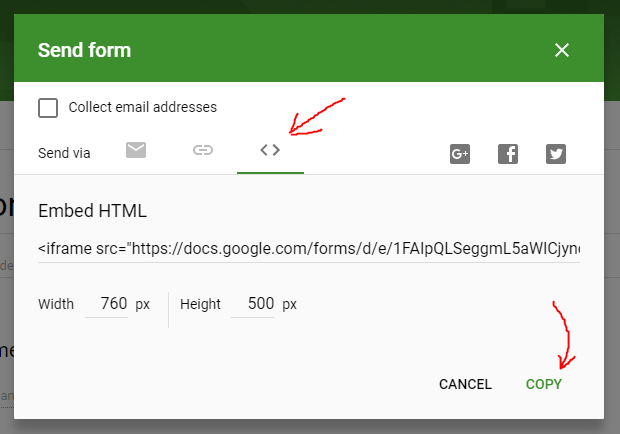 Send form
Collect email addresses
Send via
Embed HTML
<iframe src="https://docs.google.com/forms/d/e/
Width 760 px Height 500 px
CANCEL COPY